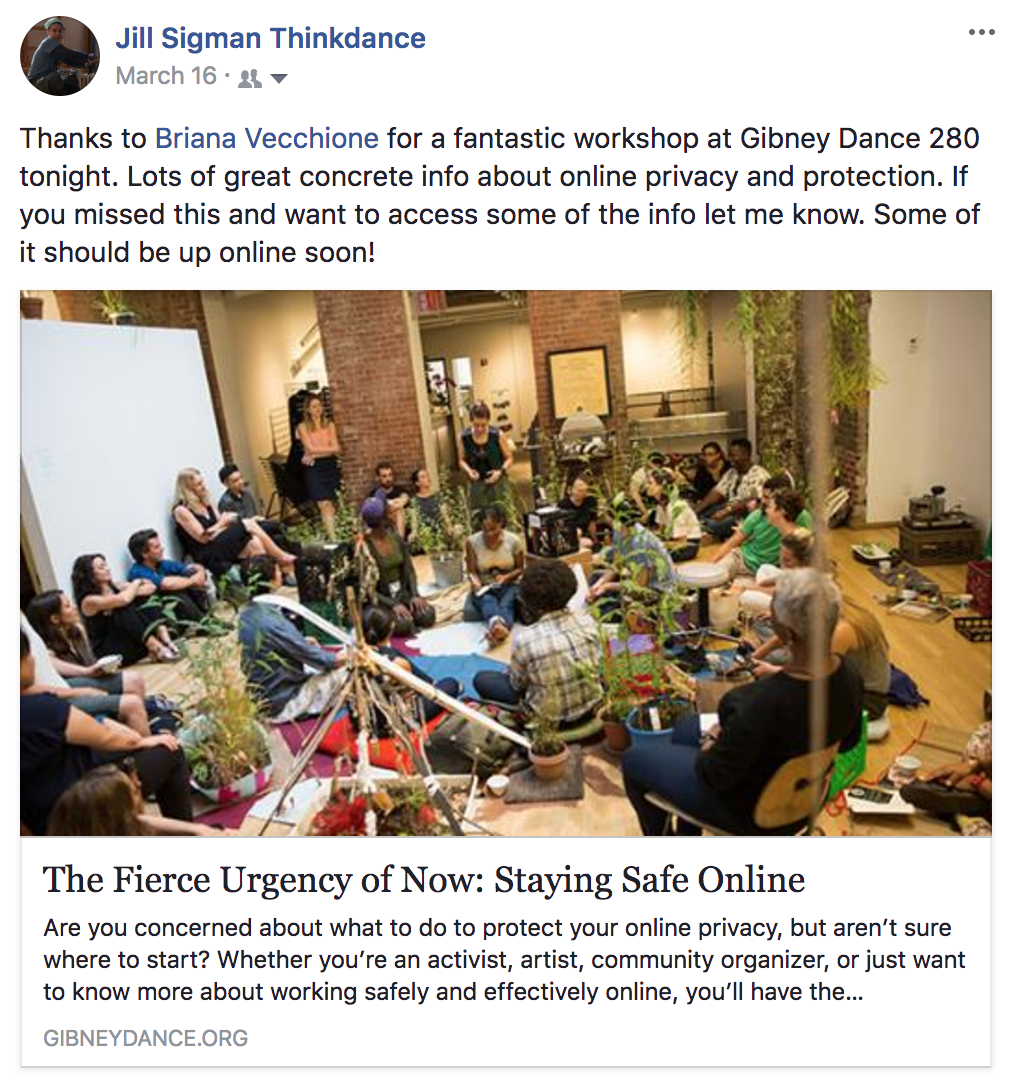 Jill Sigman Thinkdance
March 16 ·
Thanks to Briana Vecchione for a fantastic workshop at Gibney Dance 280
tonight. Lots of great concrete info about online privacy and protection. If
you missed this and want to access some of the info let me know. Some of
it should be up online soon!
The Fierce Urgency of Now: Staying Safe Online
Are you concerned about what to do to protect your online privacy, but aren’t sure
where to start? Whether you’re an activist, artist, community organizer, or just want
to know more about working safely and effectively online, you’ll have the...
GIBNEYDANCE.ORG